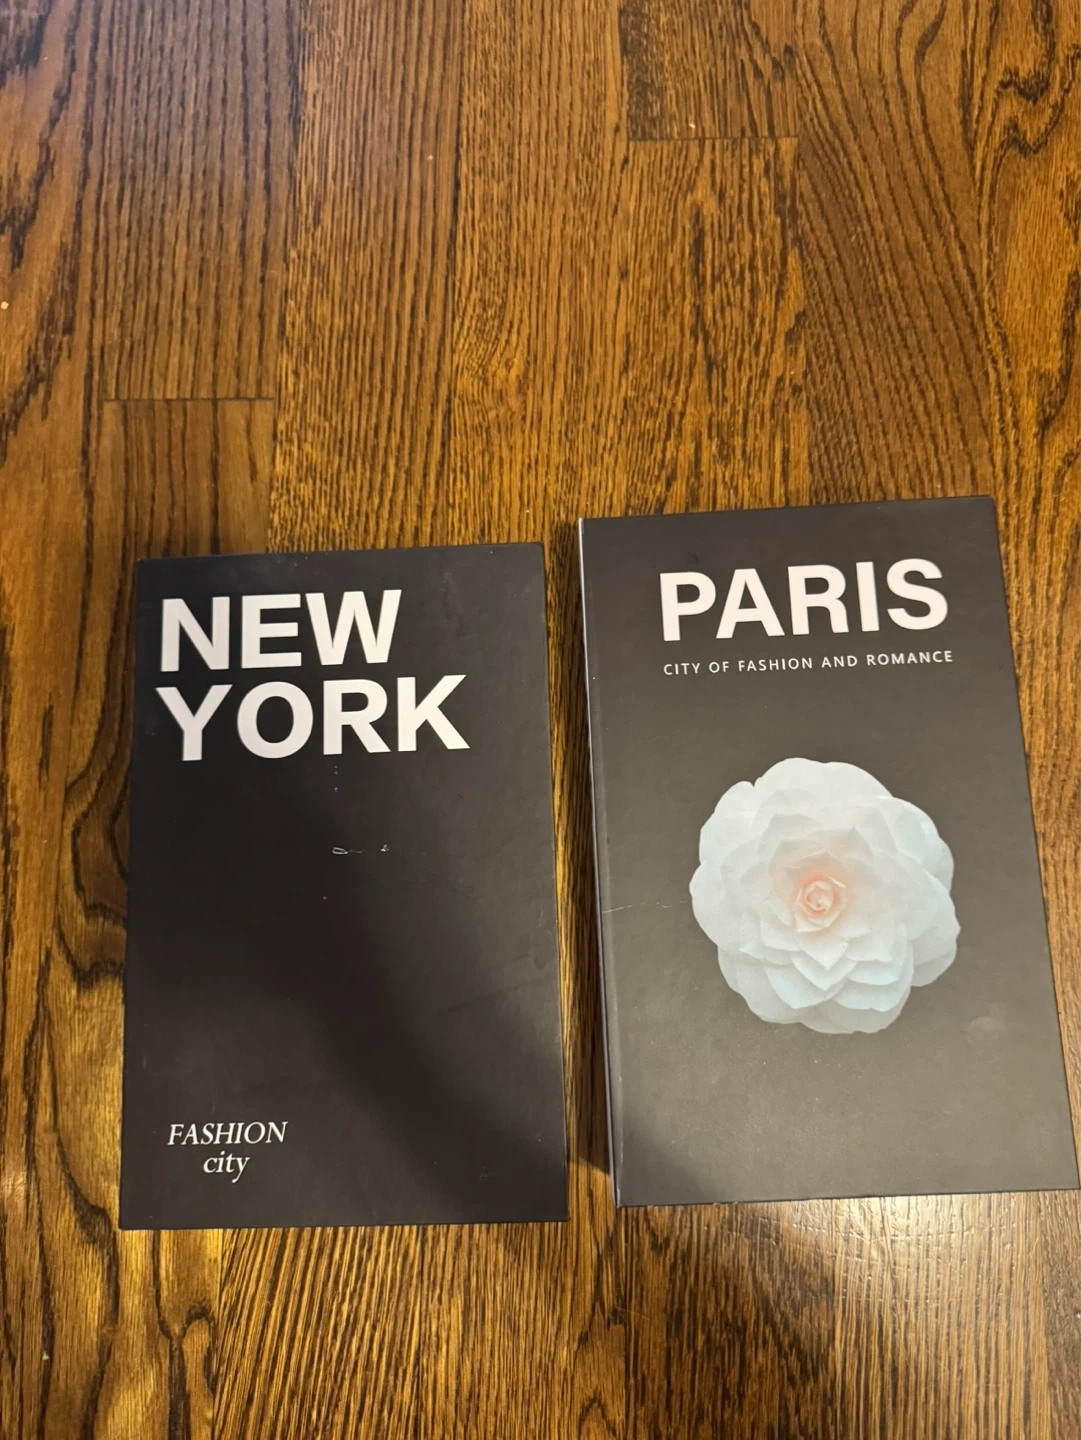 NEW
YORK
FASHION
city
PARIS
CITY OF FASHION AND ROMANCE